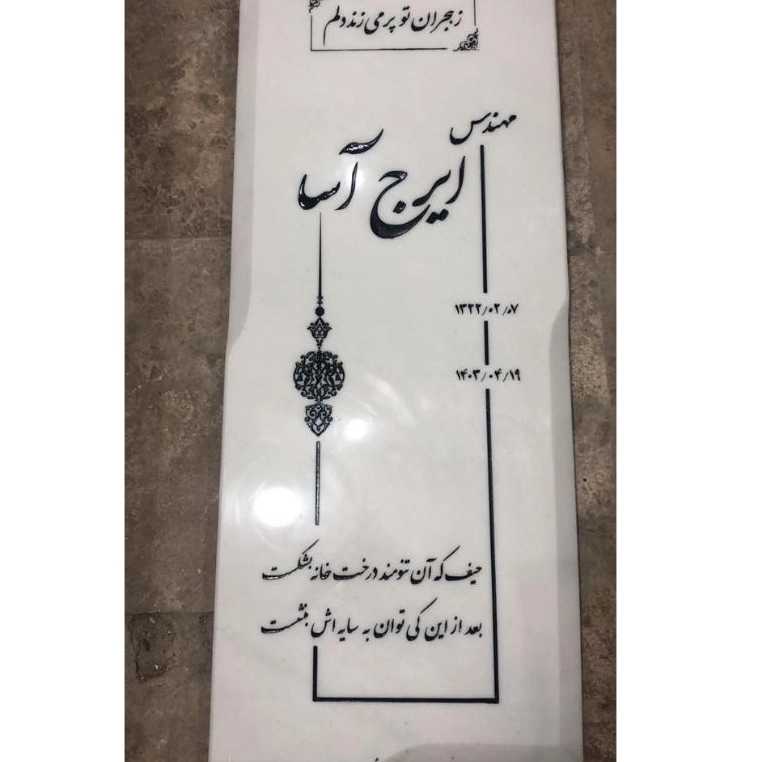 ز هجران تو پر می زند دلم
مهندس
ایرج آسا
۱۳۲۲/۰۲/۰۷
۱۴۰۳/۰۴/۱۹
حیف که آن تنومند درخت خانه بشکست
بعد از این کی توان به سایه اش بنشست